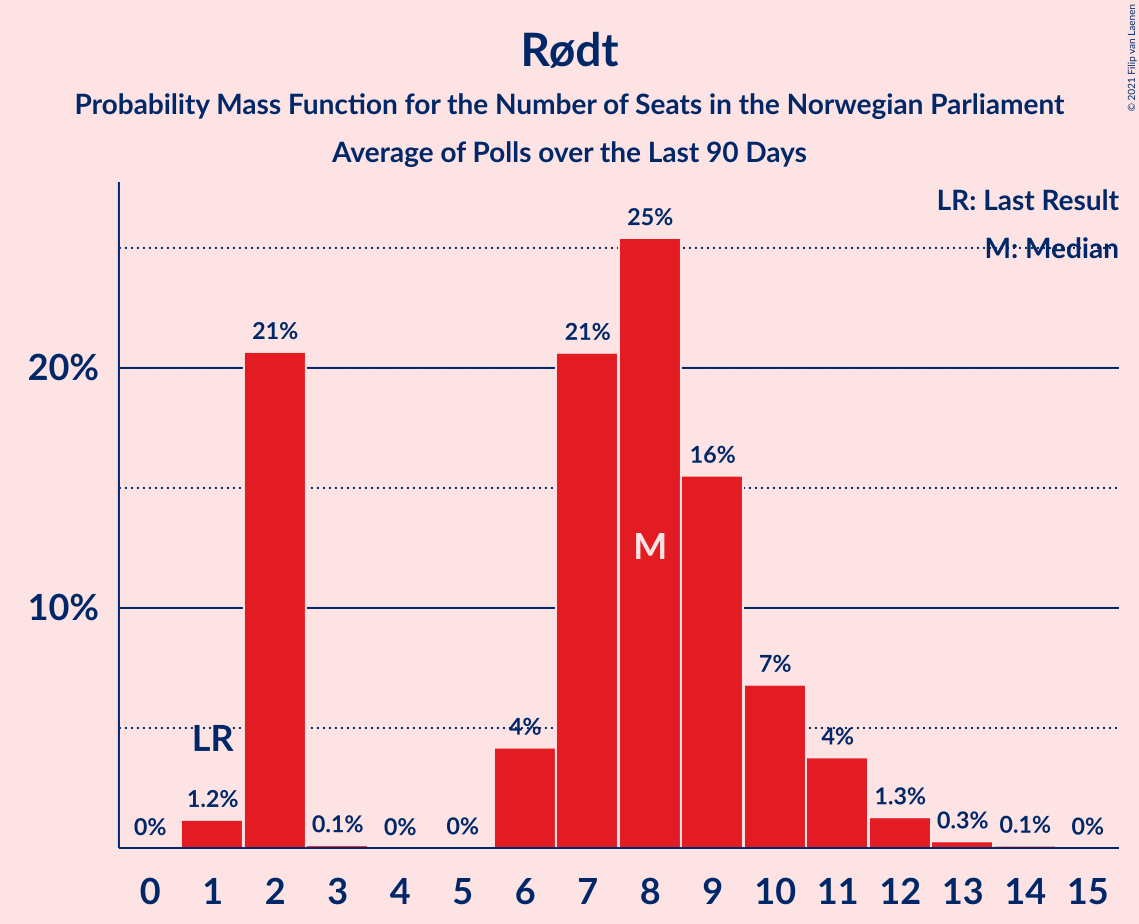 Rødt
Probability Mass Function for the Number of Seats in the Norwegian Parliament
Average of Polls over the Last 90 Days
© 2021 Filip van Laenen
LR: Last Result
M: Median
20%
10%
0%
1.2%
21%
0.1%
0%
0%
4%
21%
25%
16%
7%
4%
1.3%
0.3%
0.1%
0%
LR
M
0 1 2 3 4 5 6 7 8 9 10 11 12 13 14 15